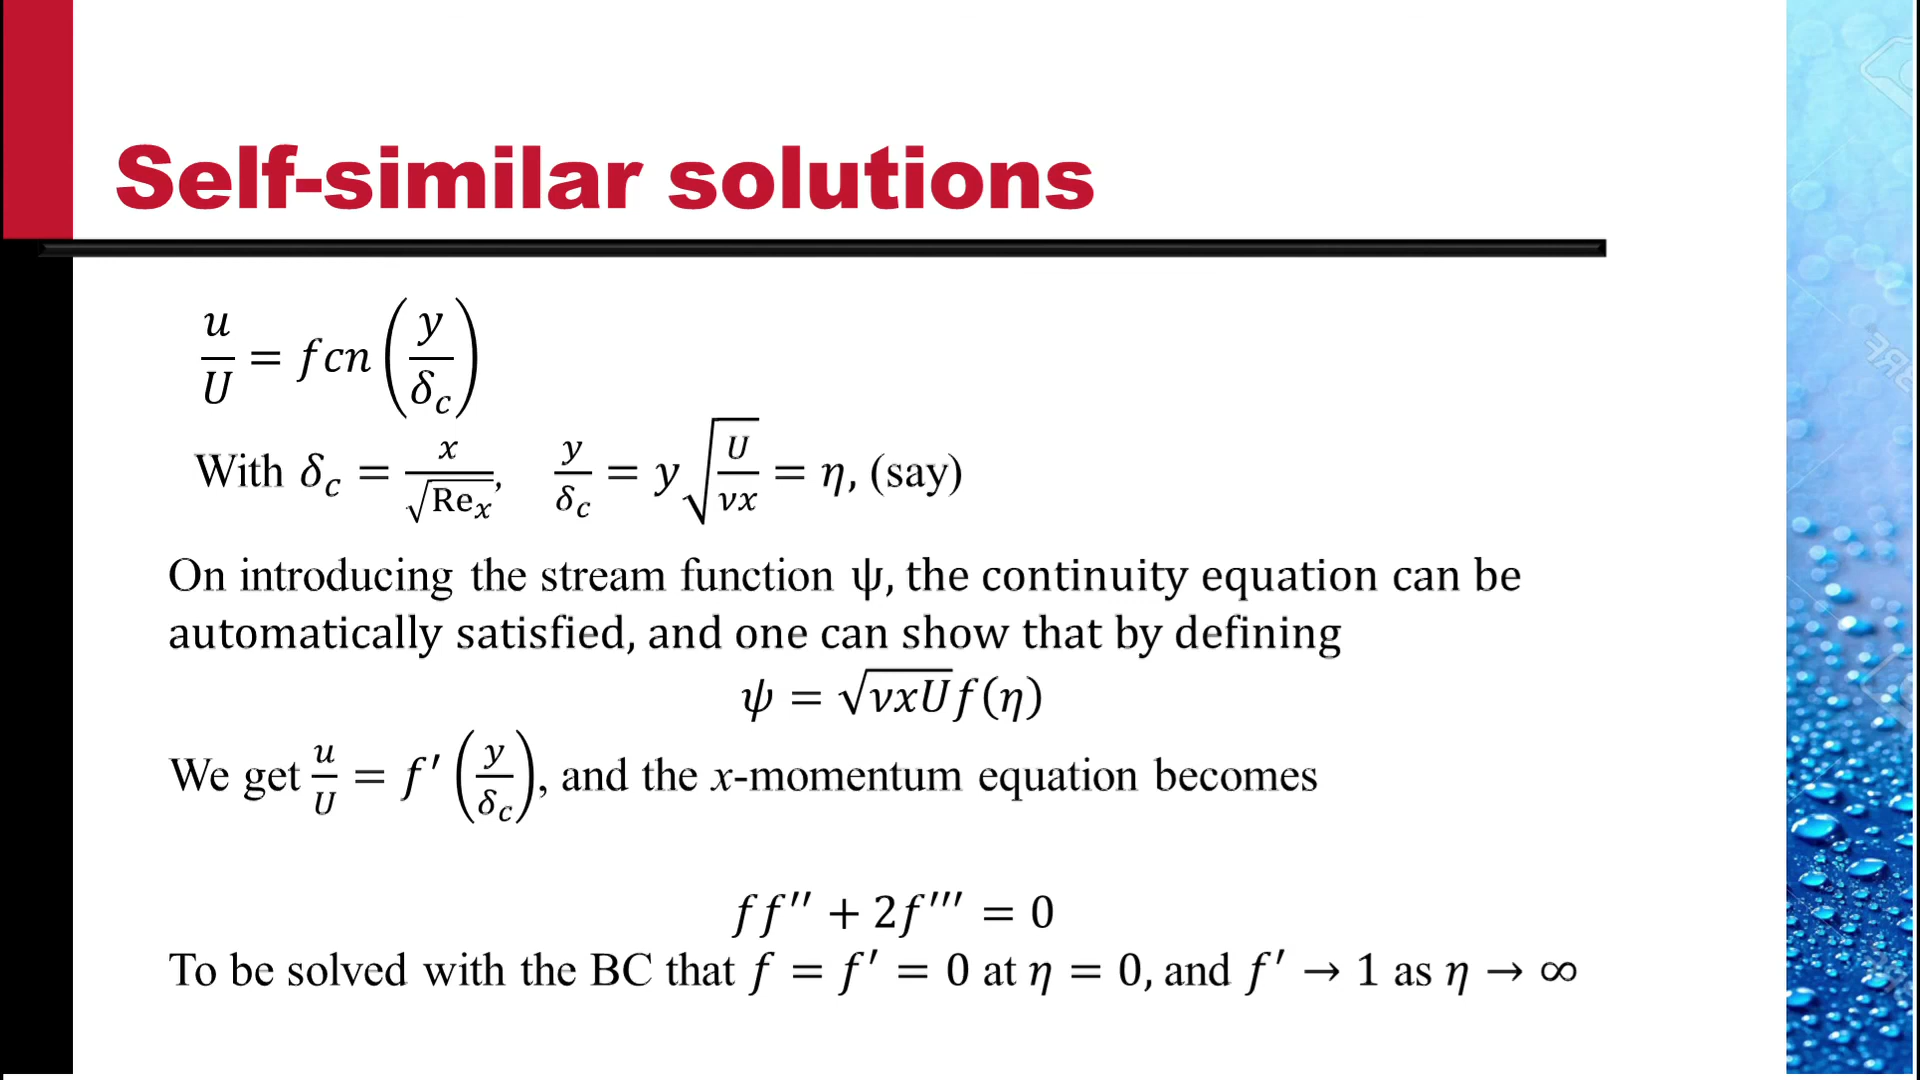 Self-similar solutions
u/U = fcn(y/δ_c)
With δ_c = x/√Re_x, y/δ_c = y√(U/νx) = η, (say)
On introducing the stream function ψ, the continuity equation can be
automatically satisfied, and one can show that by defining
ψ = √νxU f(η)
We get u/U = f′(y/δ_c), and the x-momentum equation becomes
ff′′ + 2f′′′ = 0
To be solved with the BC that f = f′ = 0 at η = 0, and f′ → 1 as η → ∞